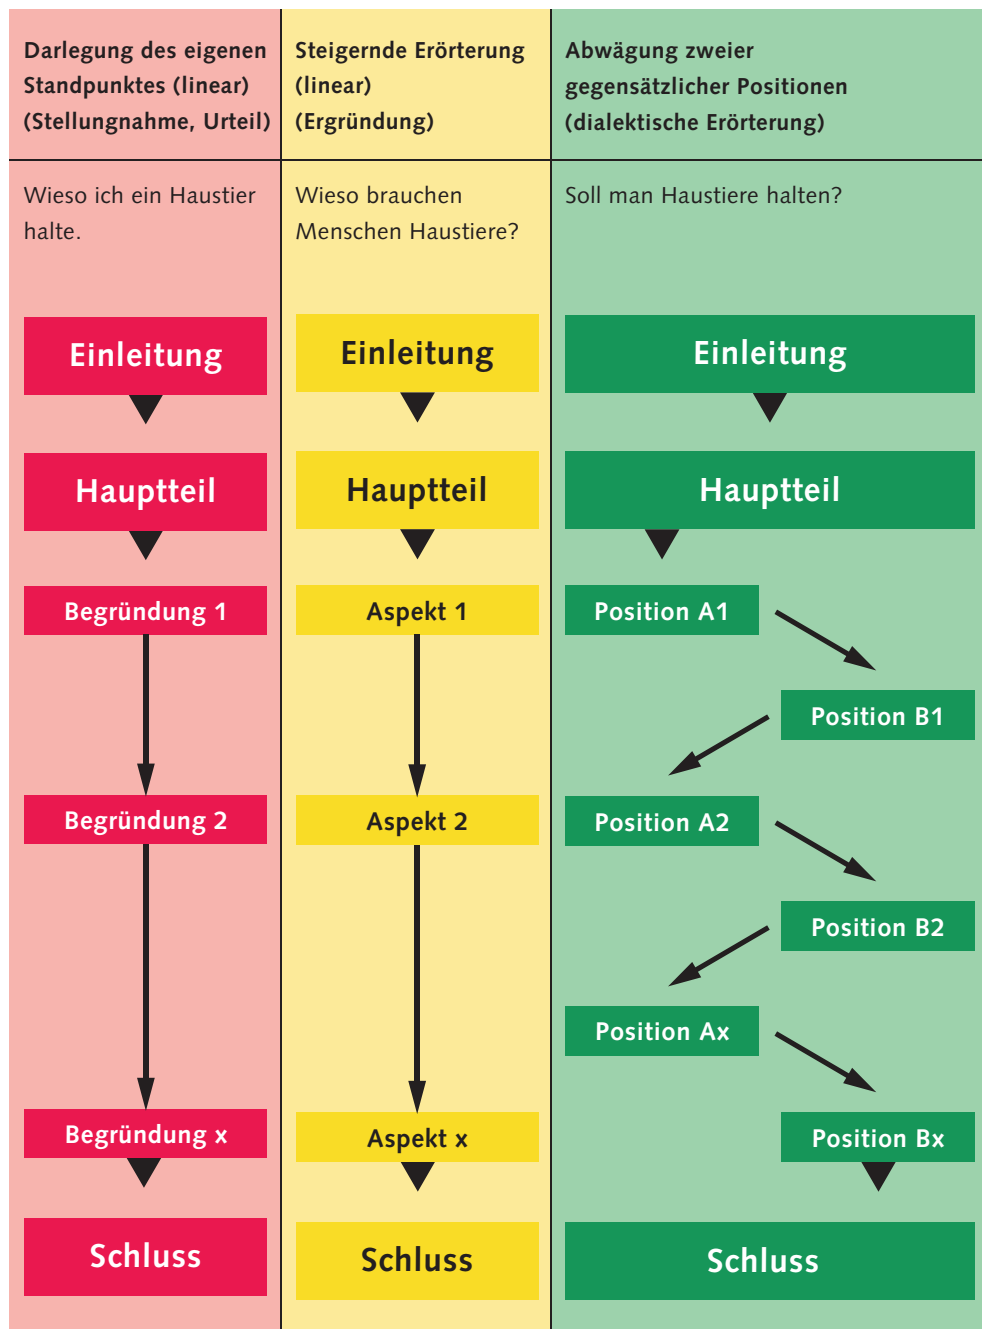 Darlegung des eigenen
Standpunktes (linear)
(Stellungnahme, Urteil)
Wieso ich ein Haustier
halte.
Einleitung
Hauptteil
Begründung 1
Begründung 2
Begründung x
Schluss
Steigernde Erörterung
(linear)
(Ergründung)
Wieso brauchen
Menschen Haustiere?
Einleitung
Hauptteil
Aspekt 1
Aspekt 2
Aspekt x
Schluss
Abwägung zweier
gegensätzlicher Positionen
(dialektische Erörterung)
Soll man Haustiere halten?
Einleitung
Hauptteil
Position A1
Position B1
Position A2
Position B2
Position Ax
Position Bx
Schluss